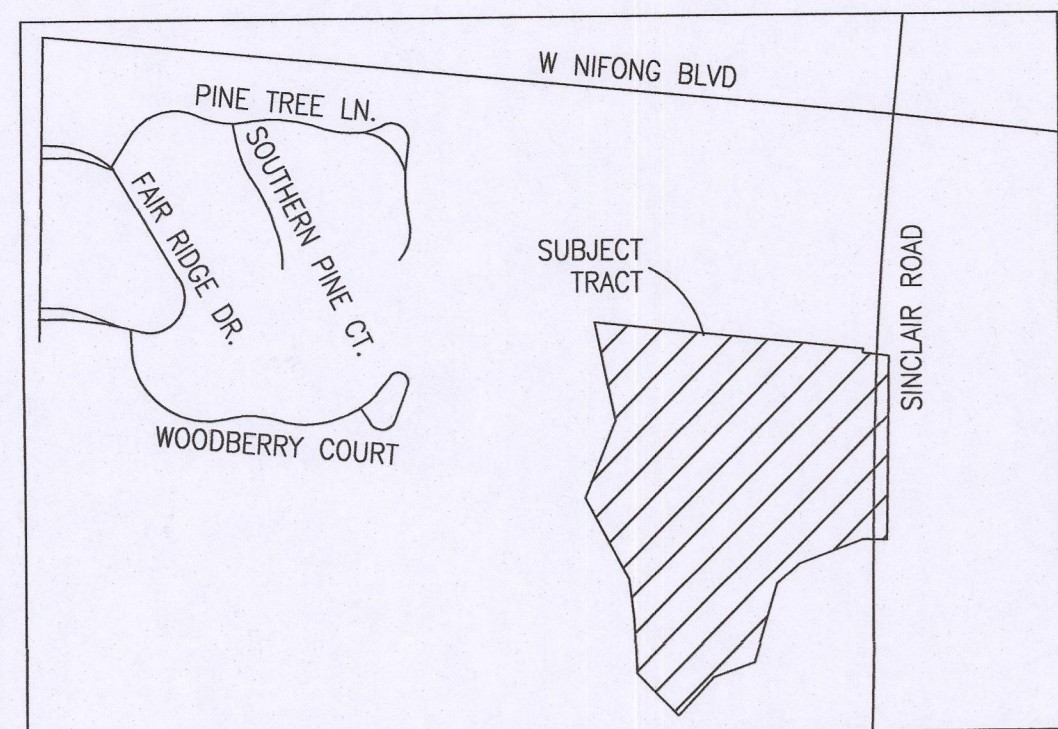 W NIFONG BLVD
PINE TREE LN.
SOUTHERN PINE CT.
FAIR RIDGE DR.
SUBJECT
TRACT
SINCLAIR ROAD
WOODBERRY COURT